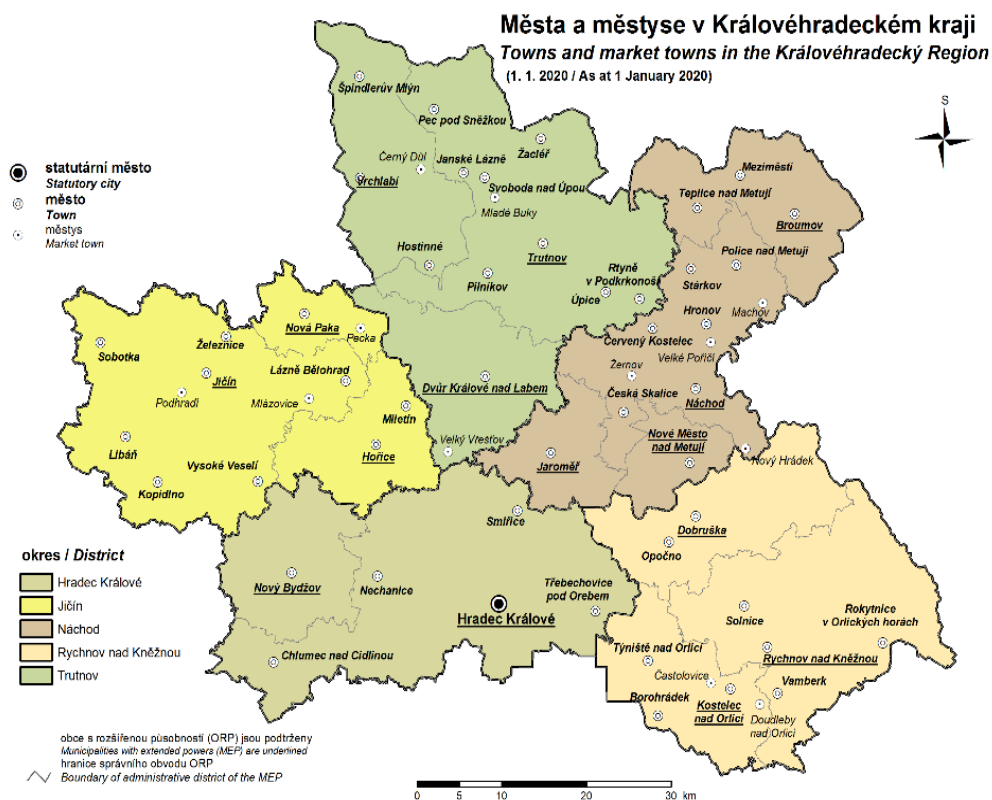 Města a městyse v Královéhradeckém kraji
Towns and market towns in the Královéhradecký Region
(1. 1. 2020 / As at 1 January 2020)
S
statutární město
Statutory city
město
Town
městys
Market town
Špindlerův Mlýn
Pec pod Sněžkou
Žacléř
Černý Důl
Janské Lázně
Vrchlabí
Svoboda nad Úpou
Mladé Buky
Hostinné
Trutnov
Pilníkov
Rtyně
v Podkrkonoší
Úpice
Dvůr Králové nad Labem
Velký Vřešťov
Meziměstí
Teplice nad Metují
Broumov
Police nad Metují
Stárkov
Machov
Hronov
Červený Kostelec
Velké Poříčí
Žernov
Česká Skalice
Náchod
Nové Město
nad Metují
Jaroměř
Nový Hrádek
Nová Paka
Pecka
Sobotka
Železnice
Jičín
Lázně Bělohrad
Podhradí
Mlázovice
Miletín
Libáň
Hořice
Vysoké Veselí
Kopidlno
Smiřice
Nový Bydžov
Nechanice
Třebechovice
pod Orebem
Hradec Králové
Chlumec nad Cidlinou
Dobruška
Opočno
Solnice
Rokytnice
v Orlických horách
Týniště nad Orlicí
Rychnov nad Kněžnou
Častolovice
Vamberk
Borohrádek
Kostelec
nad Orlicí
Doudleby
nad Orlicí
okres / District
Hradec Králové
Jičín
Náchod
Rychnov nad Kněžnou
Trutnov
obce s rozšířenou působností (ORP) jsou podtrženy
Municipalities with extended powers (MEP) are underlined
hranice správního obvodu ORP
Boundary of administrative district of the MEP
0 5 10 20 30 km